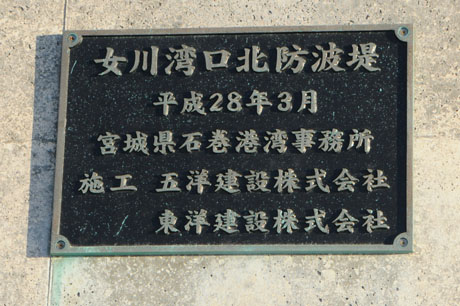 女川湾口北防波堤
平成28年3月
宮城県石巻港湾事務所
施工 五洋建設株式会社
東洋建設株式会社